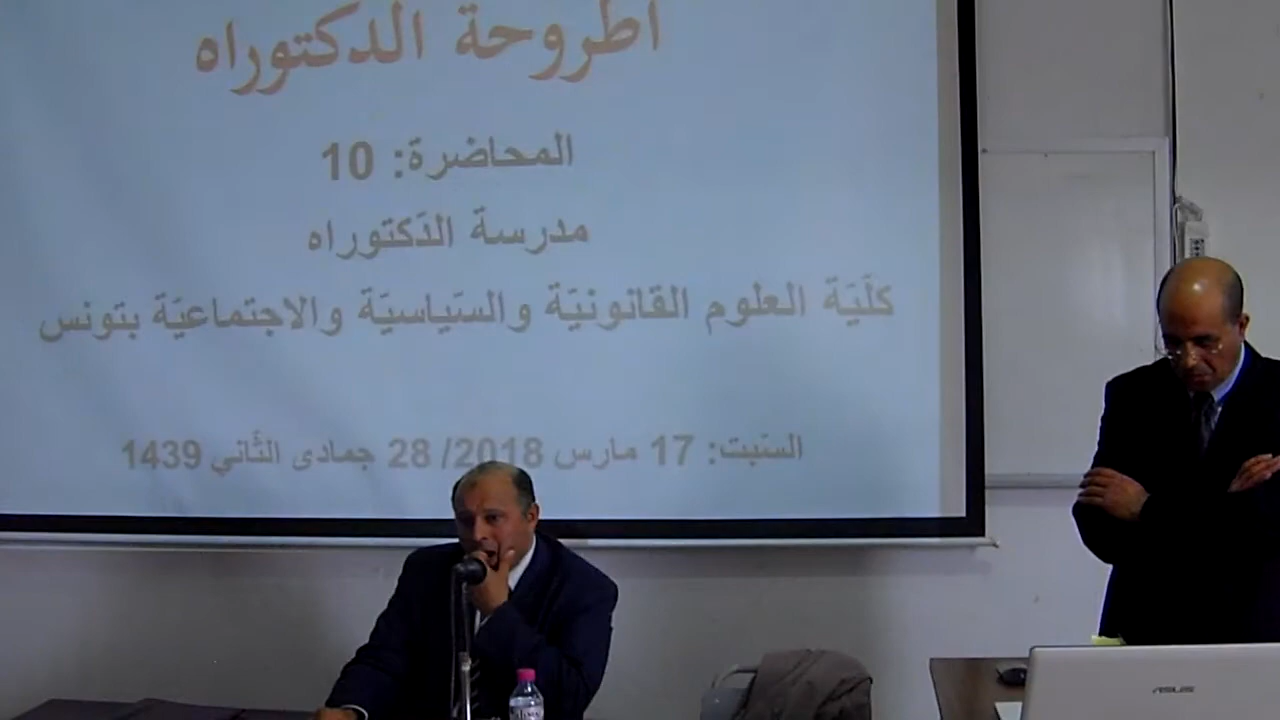 أطروحة الدكتوراه
المحاضرة: 10
مدرسة الدَكتوراه
كلّيَة العلوم القانونيَة والسَياسيَة والاجتماعيَة بتونس
السَبت: 17 مارس 2018/ 28 جمادى الثَاني 1439
ASUS